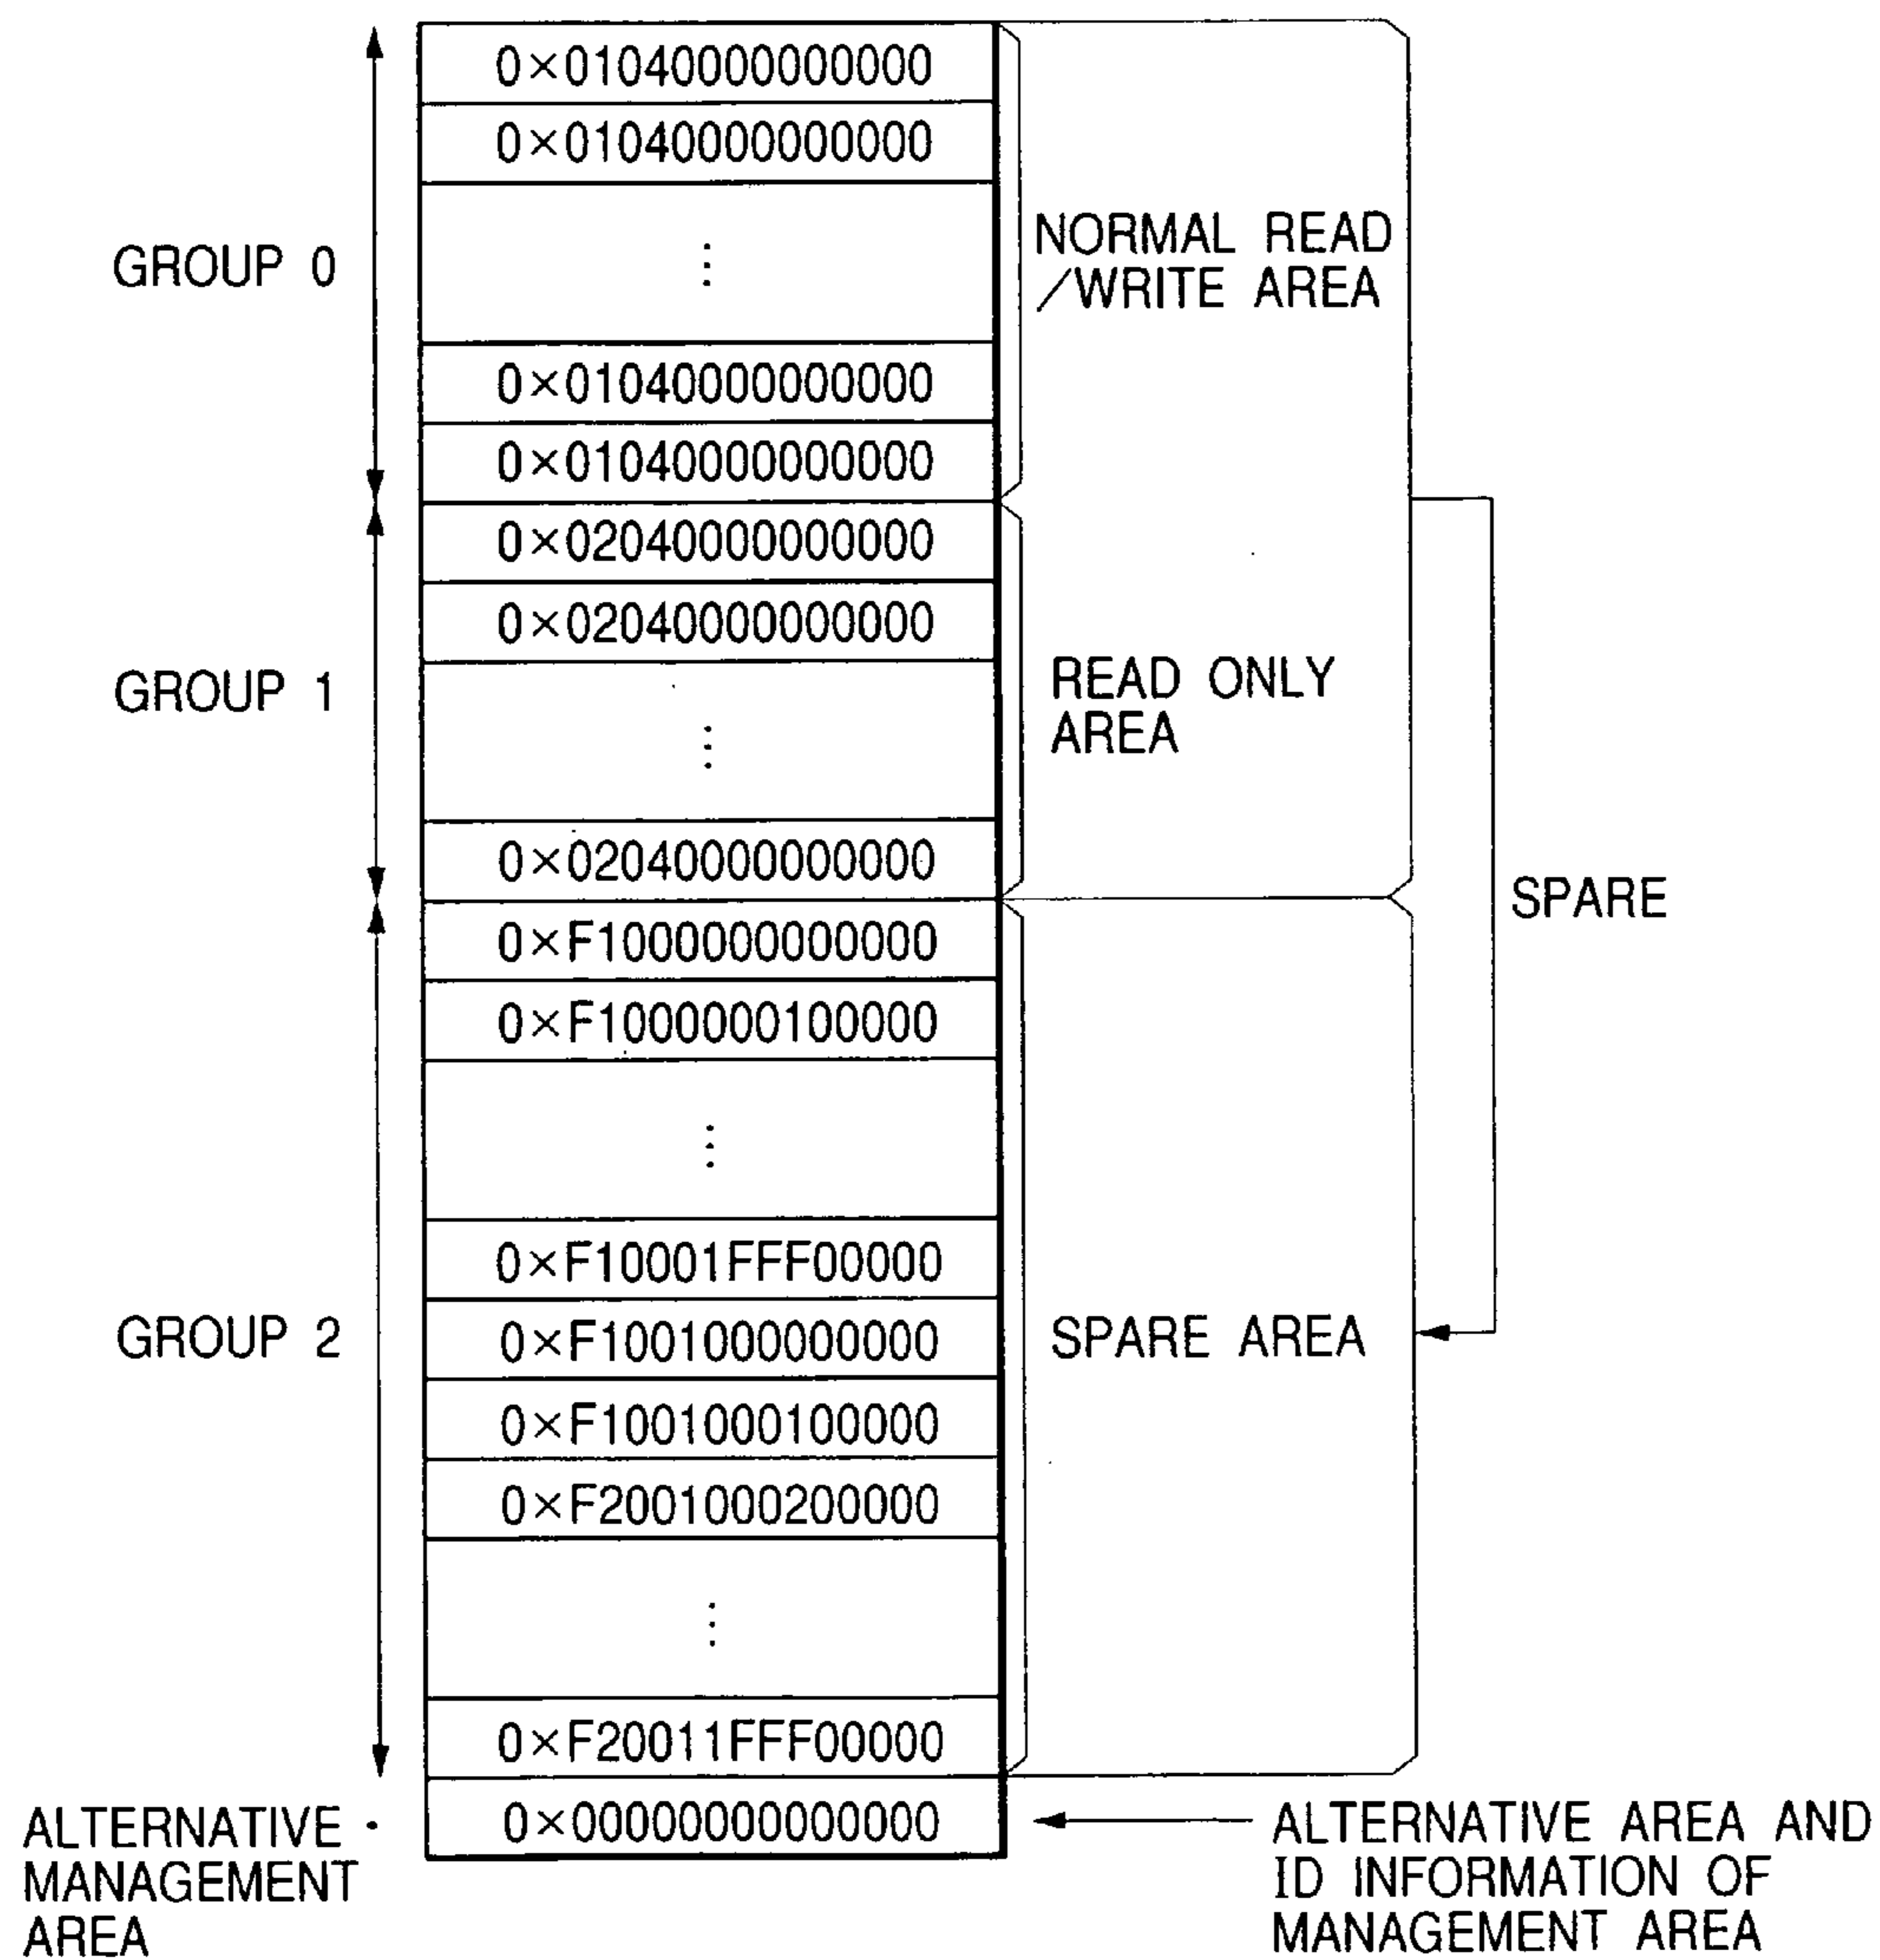 0×01040000000000
0×01040000000000
GROUP 0
⋮
NORMAL READ
/WRITE AREA
0×01040000000000
0×01040000000000
0×02040000000000
0×02040000000000
GROUP 1
⋮
READ ONLY
AREA
0×02040000000000
SPARE
0×F1000000000000
0×F1000000100000
⋮
0×F10001FFF00000
GROUP 2
0×F1001000000000
SPARE AREA
0×F1001000100000
0×F2001000200000
⋮
0×F20011FFF00000
0×00000000000000
ALTERNATIVE
MANAGEMENT
AREA
ALTERNATIVE AREA AND
ID INFORMATION OF
MANAGEMENT AREA